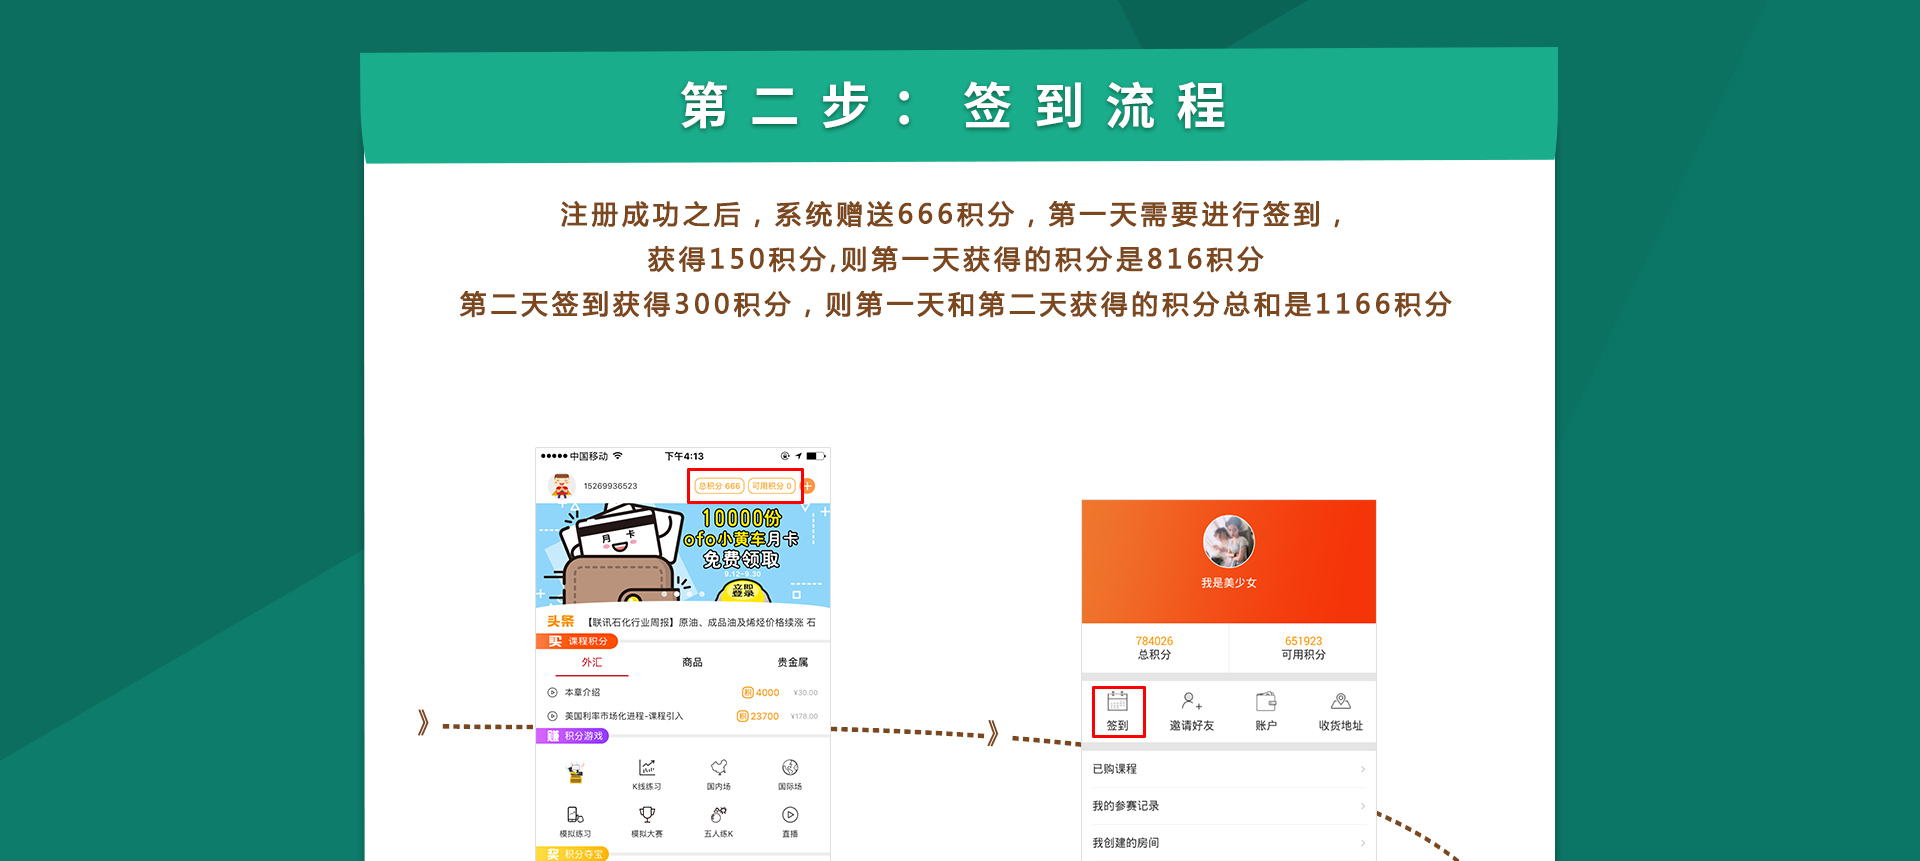 第二步：签到流程
注册成功之后，系统赠送666积分，第一天需要进行签到，
获得150积分,则第一天获得的积分是816积分
第二天签到获得300积分，则第一天和第二天获得的积分总和是1166积分
中国移动 下午4:13
15269936523 总积分 666 可用积分 0
10000份
月 卡
ofo小黄车月卡
免费领取
9.12-9.30
立即
登录
头条 【联讯石化行业周报】原油、成品油及烯烃价格续涨 石
买 课程积分
外汇 商品 贵金属
本章介绍 积 4000 ¥30.00
美国利率市场化进程-课程引入 积 23700 ¥178.00
赚 积分游戏
K线练习 国内场 国际场
模拟练习 模拟大赛 五人练K 直播
奖 积分夺宝
我是美少女
784026 651923
总积分 可用积分
签到 邀请好友 账户 收货地址
已购课程
我的参赛记录
我创建的房间